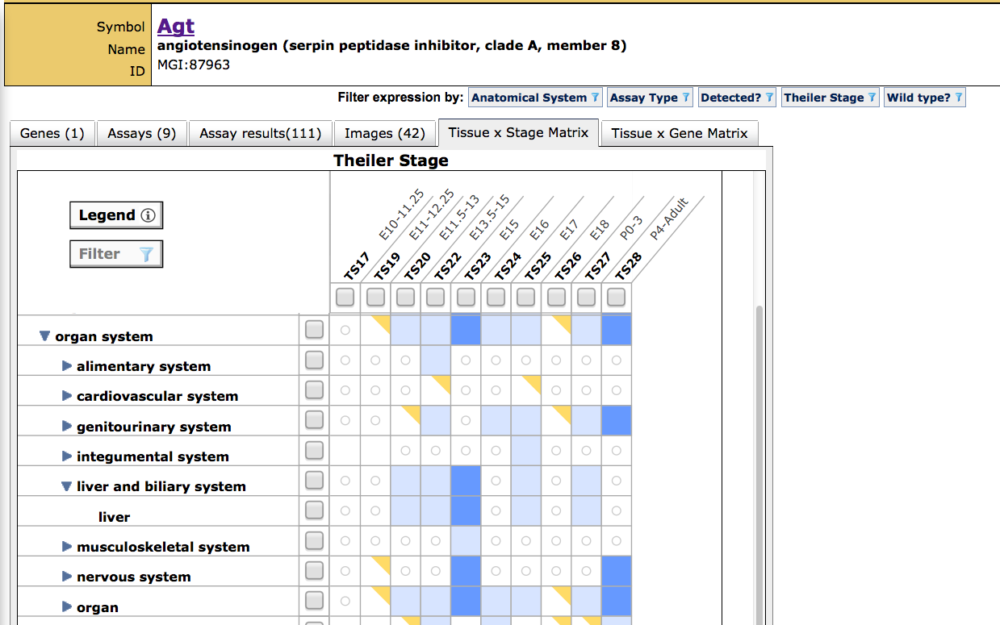 Symbol Agt
Name angiotensinogen (serpin peptidase inhibitor, clade A, member 8)
ID MGI:87963
Filter expression by: Anatomical System Assay Type Detected? Theiler Stage Wild type?
Genes (1) Assays (9) Assay results(111) Images (42) Tissue x Stage Matrix Tissue x Gene Matrix
Theiler Stage
Legend
Filter
TS17 E10-11.25
TS19 E11-12.25
TS20 E11.5-13
TS22 E13.5-15
TS23 E15
TS24 E16
TS25 E17
TS26 E18
TS27 P0-3
TS28 P4-Adult
organ system
alimentary system
cardiovascular system
genitourinary system
integumental system
liver and biliary system
liver
musculoskeletal system
nervous system
organ